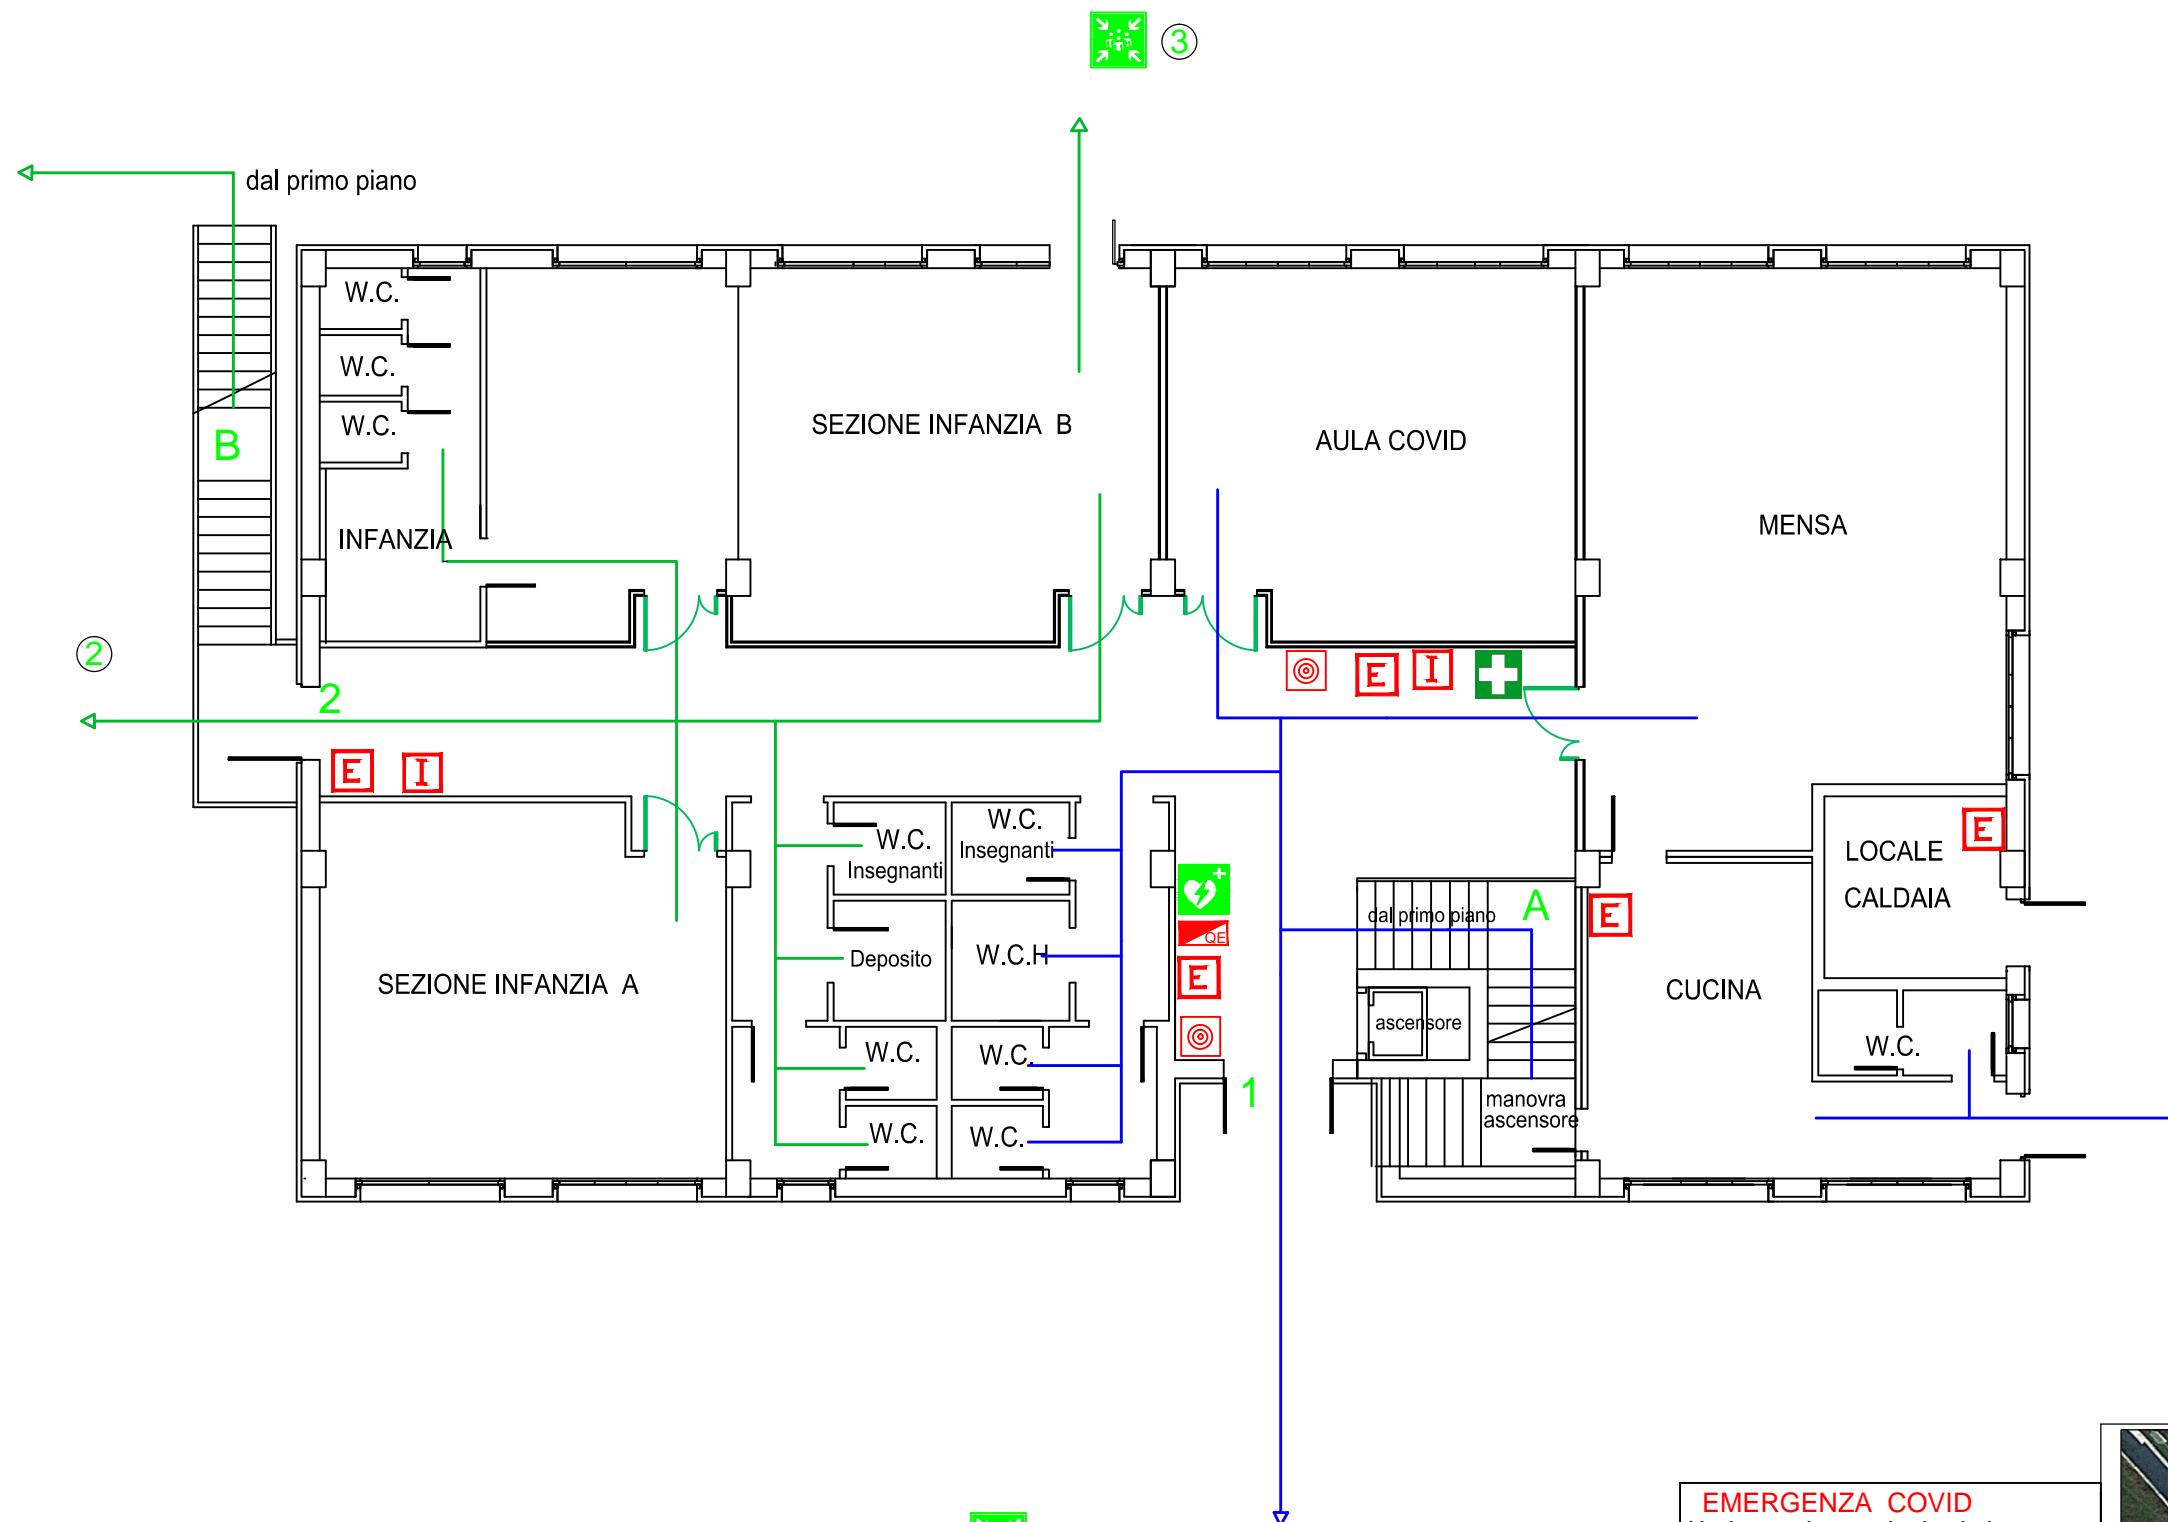 3
dal primo piano
W.C.
W.C.
W.C.
B
INFANZIA
SEZIONE INFANZIA B
AULA COVID
MENSA
2
2
E
I
E
I
W.C.
Insegnanti
W.C.
Insegnanti
Deposito
W.C.H
QE
E
SEZIONE INFANZIA A
W.C.
W.C.
W.C.
W.C.
1
dal primo piano
A
ascensore
manovra
ascensore
E
CUCINA
LOCALE
CALDAIA
E
W.C.
EMERGENZA COVID